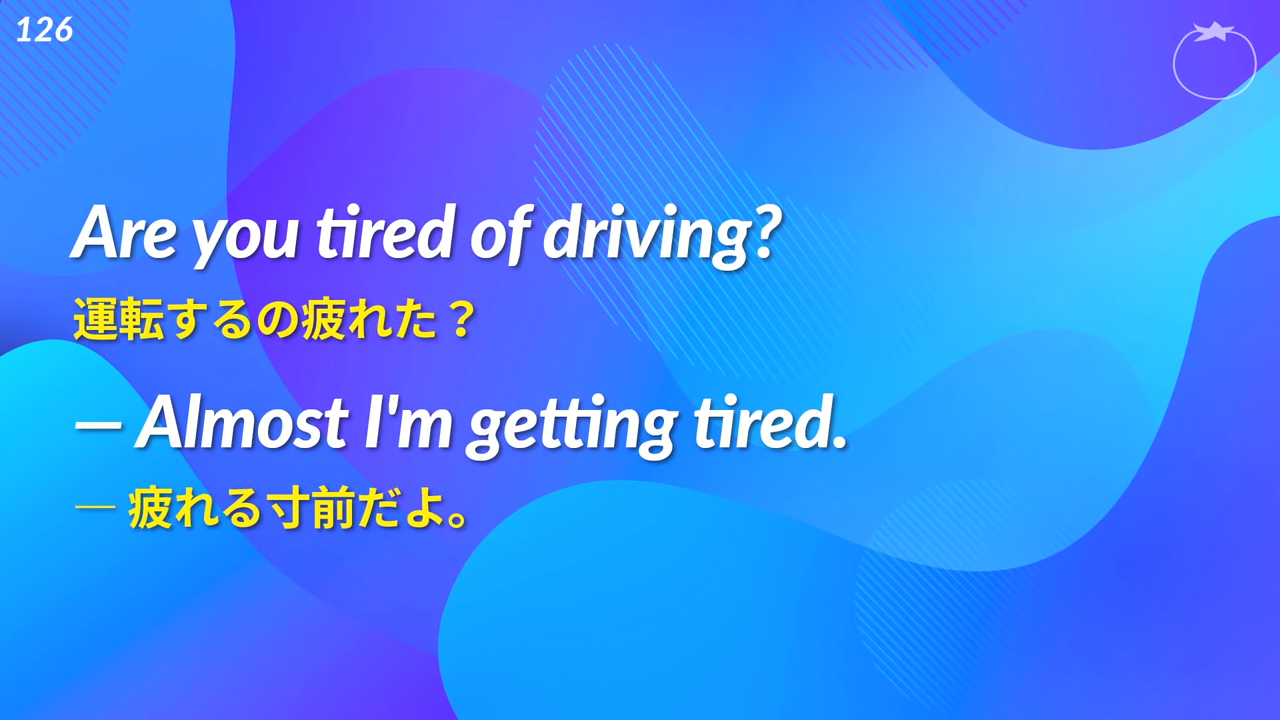 126
Are you tired of driving?
運転するの疲れた？
— Almost I'm getting tired.
— 疲れる寸前だよ。